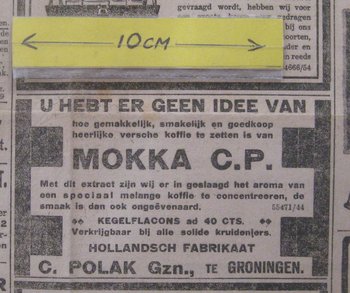 gevraagd wordt, hebben wij voor
10CM
4666/54
U HEBT ER GEEN IDEE VAN
hoe gemakkelijk, smakelijk en goedkoop
heerlijke versche koffie te zetten is van
MOKKA C.P.
Met dit extract zijn wij er in geslaagd het aroma van
een speciaal melange koffie te concentreeren, de
smaak is dan ook ongeëvenaard. 55471/44
KEGELFLACONS ad 40 CTS.
Verkrijgbaar bij alle solide kruideniers.
HOLLANDSCH FABRIKAAT
C. POLAK Gzn., TE GRONINGEN.